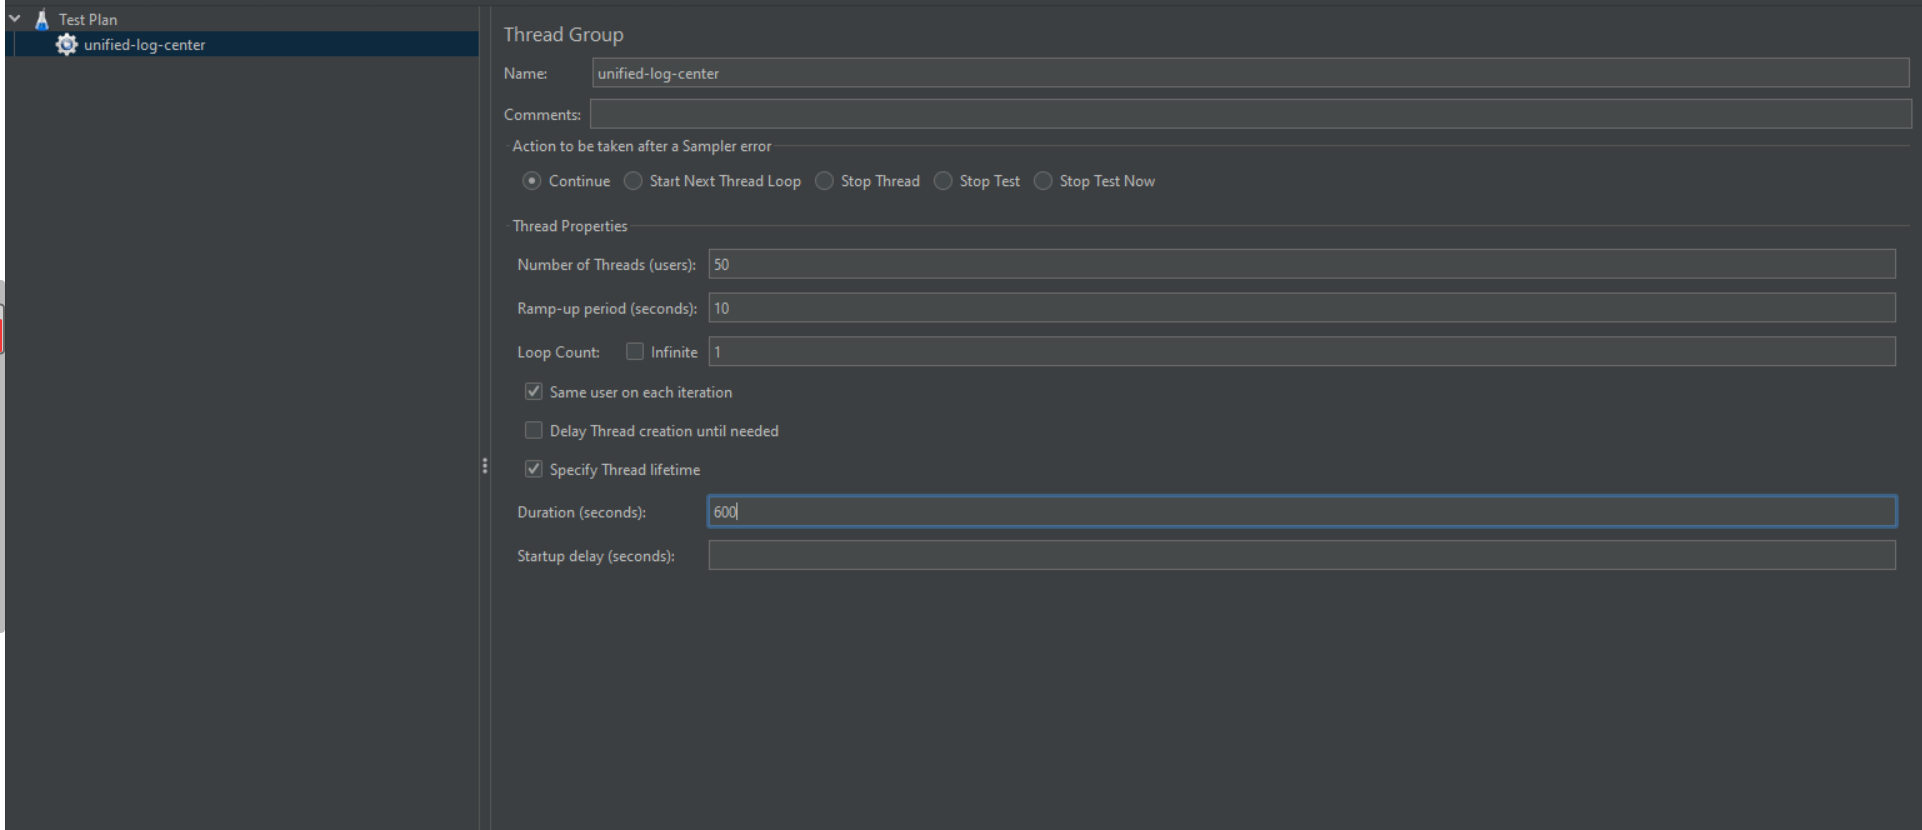 Test Plan
unified-log-center
Thread Group
Name: unified-log-center
Comments:
Action to be taken after a Sampler error
Continue Start Next Thread Loop Stop Thread Stop Test Stop Test Now
Thread Properties
Number of Threads (users): 50
Ramp-up period (seconds): 10
Loop Count: Infinite 1
Same user on each iteration
Delay Thread creation until needed
Specify Thread lifetime
Duration (seconds): 600
Startup delay (seconds):